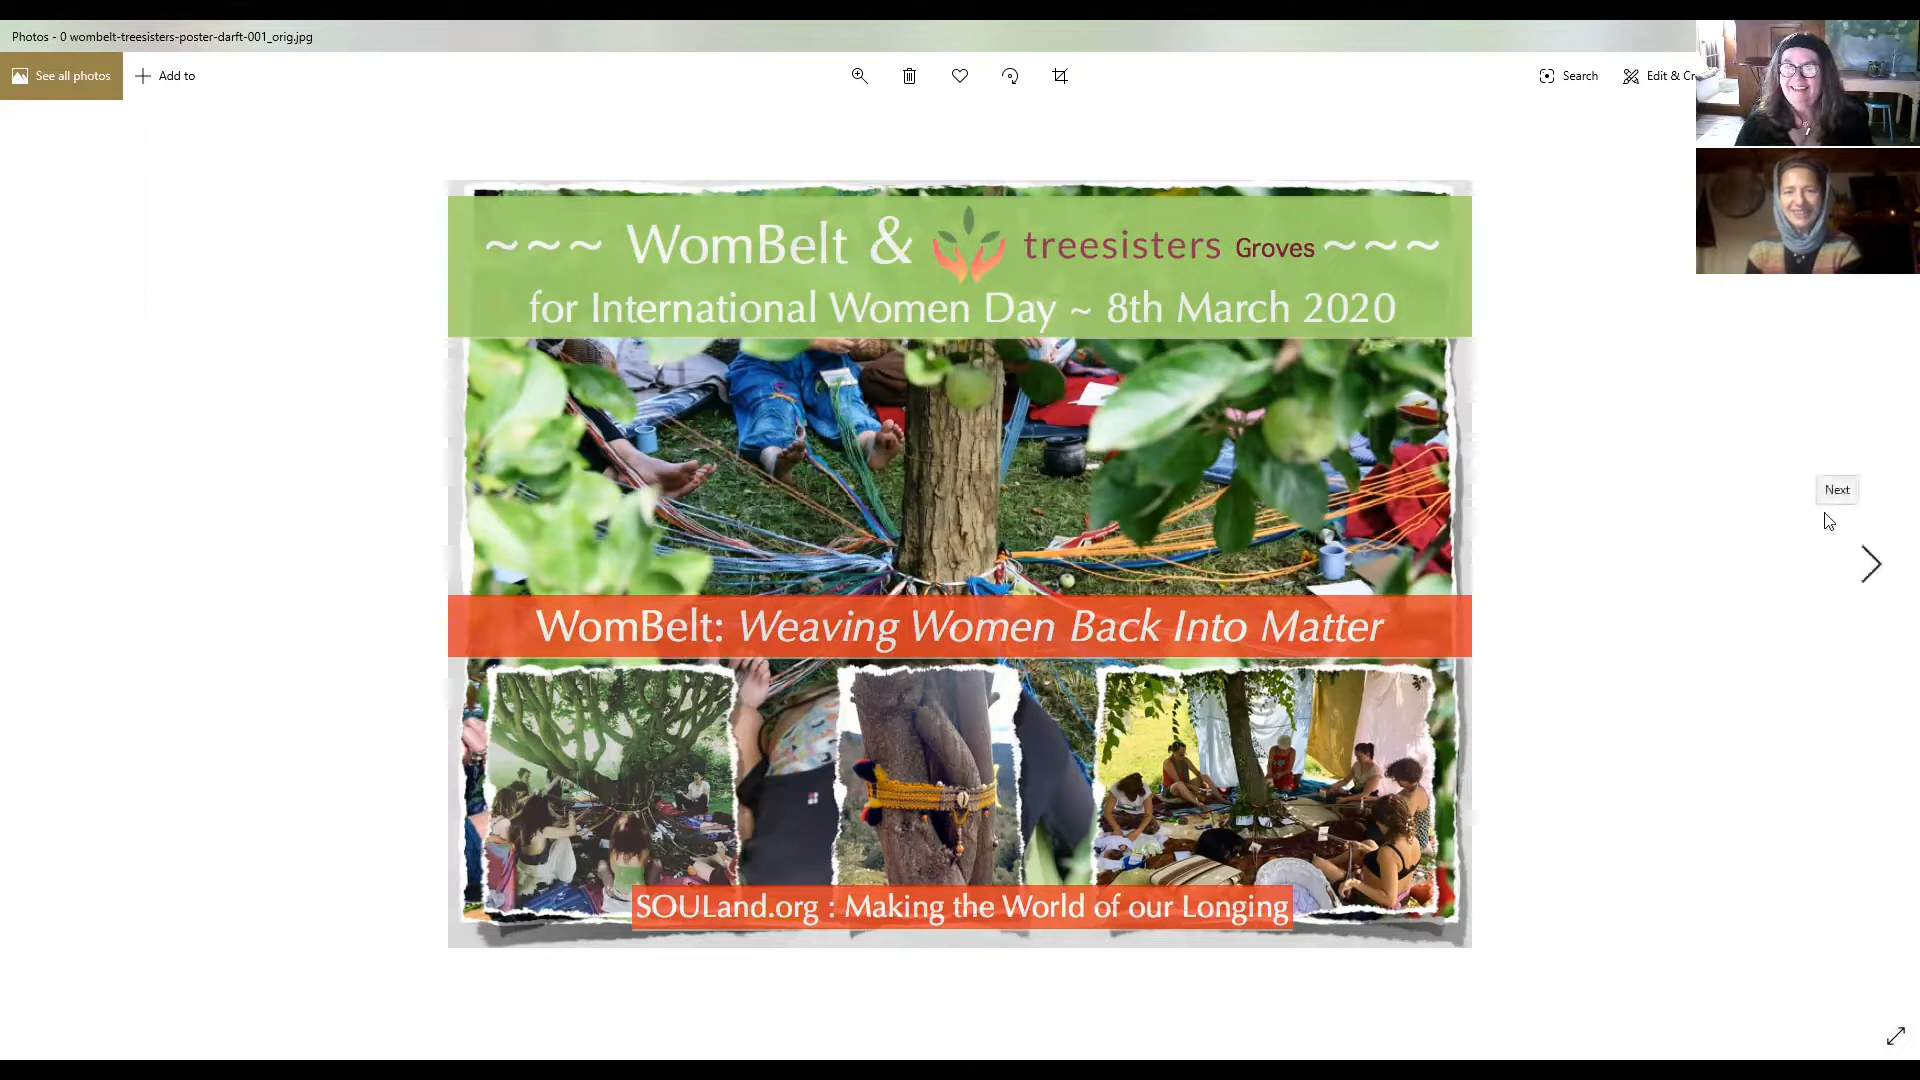 Photos - 0 wombelt-treesisters-poster-darft-001_orig.jpg
See all photos
Add to
Search
Edit & Cr
~~~ WomBelt & treesisters Groves ~~~
for International Women Day ~ 8th March 2020
Next
WomBelt: Weaving Women Back Into Matter
SOULand.org : Making the World of our Longing